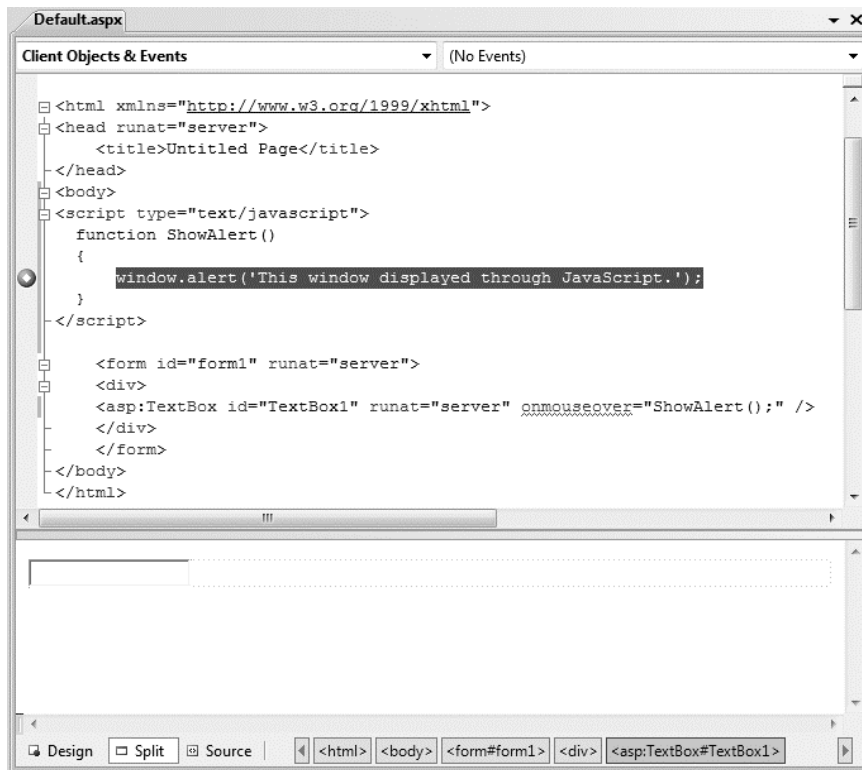 Default.aspx
Client Objects & Events (No Events)
<html xmlns="http://www.w3.org/1999/xhtml">
<head runat="server">
<title>Untitled Page</title>
</head>
<body>
<script type="text/javascript">
function ShowAlert()
{
window.alert('This window displayed through JavaScript.');
}
</script>
<form id="form1" runat="server">
<div>
<asp:TextBox id="TextBox1" runat="server" onmouseover="ShowAlert();" />
</div>
</form>
</body>
</html>
Design Split Source <html> <body> <form#form1> <div> <asp:TextBox#TextBox1>